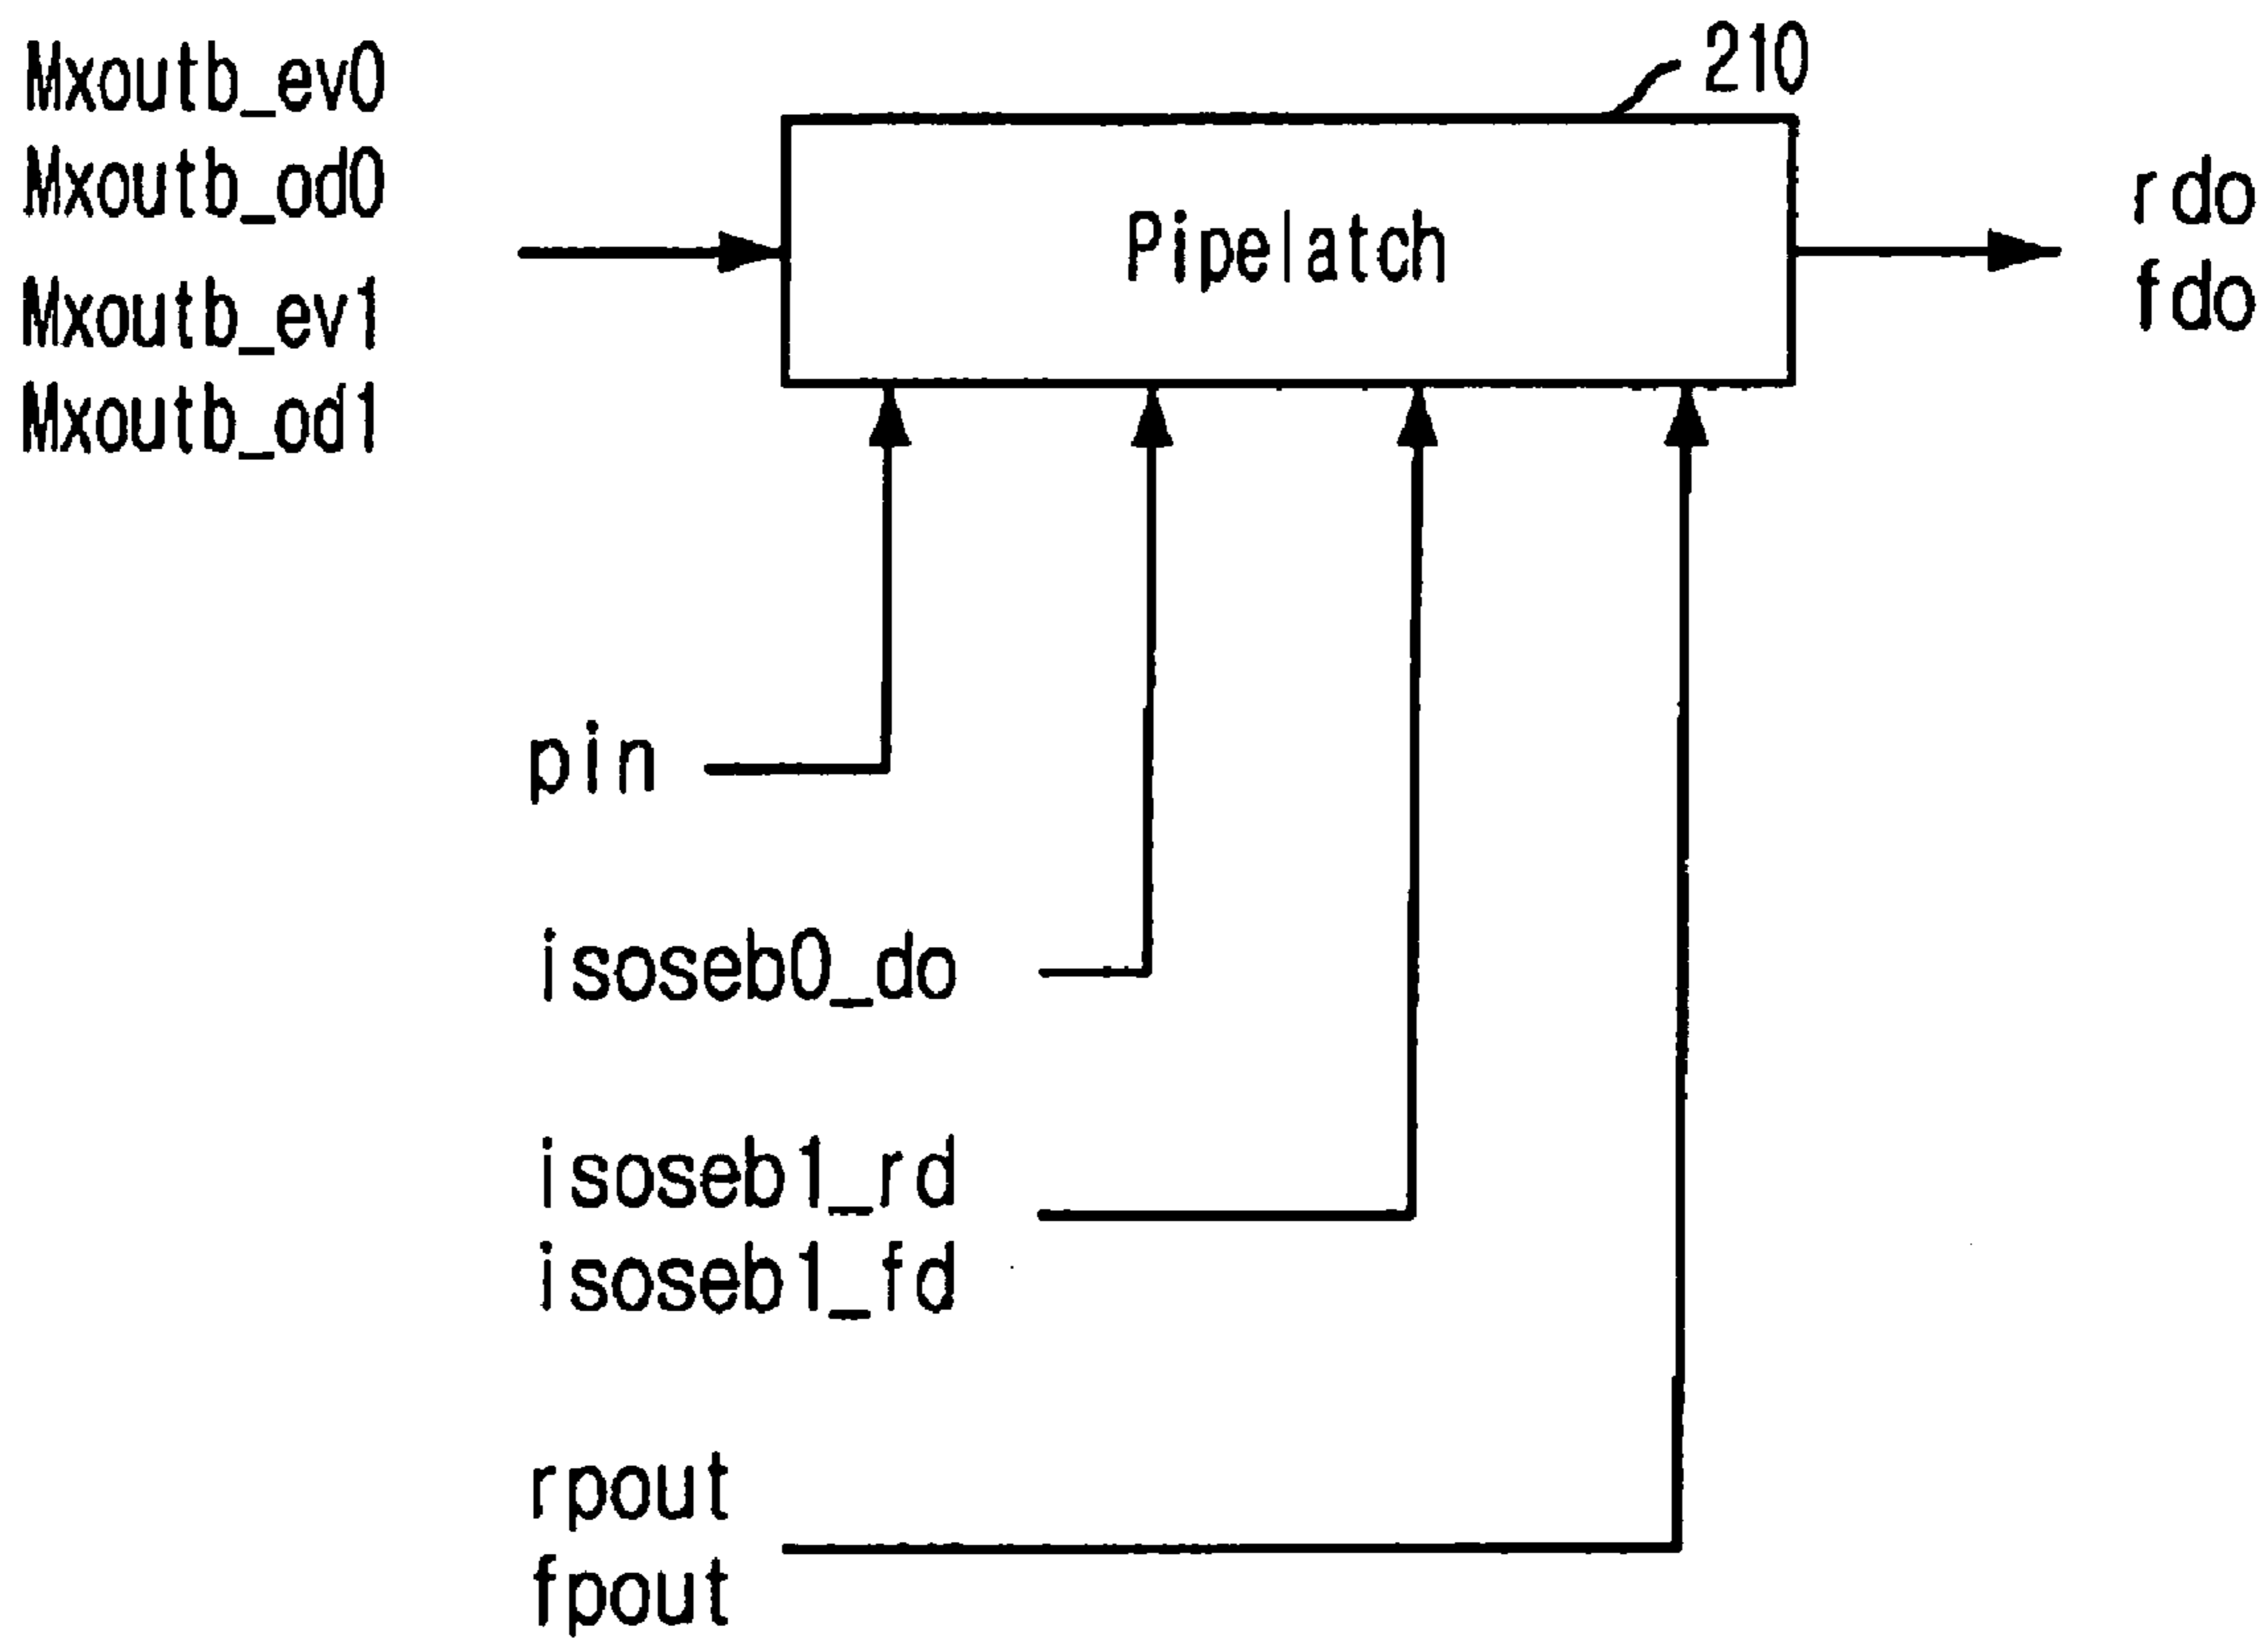 Mxoutb_ev0
Mxoutb_od0
Mxoutb_ev1
Mxoutb_od1
210
Pipelatch
rdo
fdo
pin
isoseb0_do
isoseb1_rd
isoseb1_fd
rpout
fpout